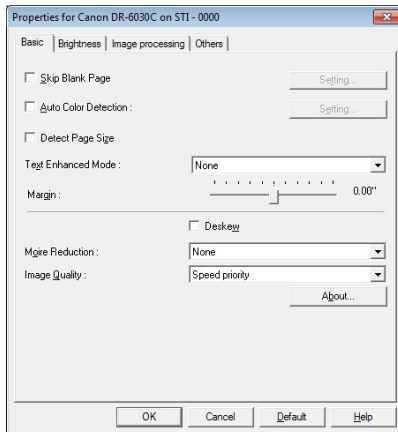 Properties for Canon DR-6030C on STI - 0000
Basic Brightness Image processing Others
Skip Blank Page Setting...
Auto Color Detection : Setting...
Detect Page Size
Text Enhanced Mode : None
Margin : 0.00"
Deskew
Moire Reduction : None
Image Quality : Speed priority
About...
OK Cancel Default Help